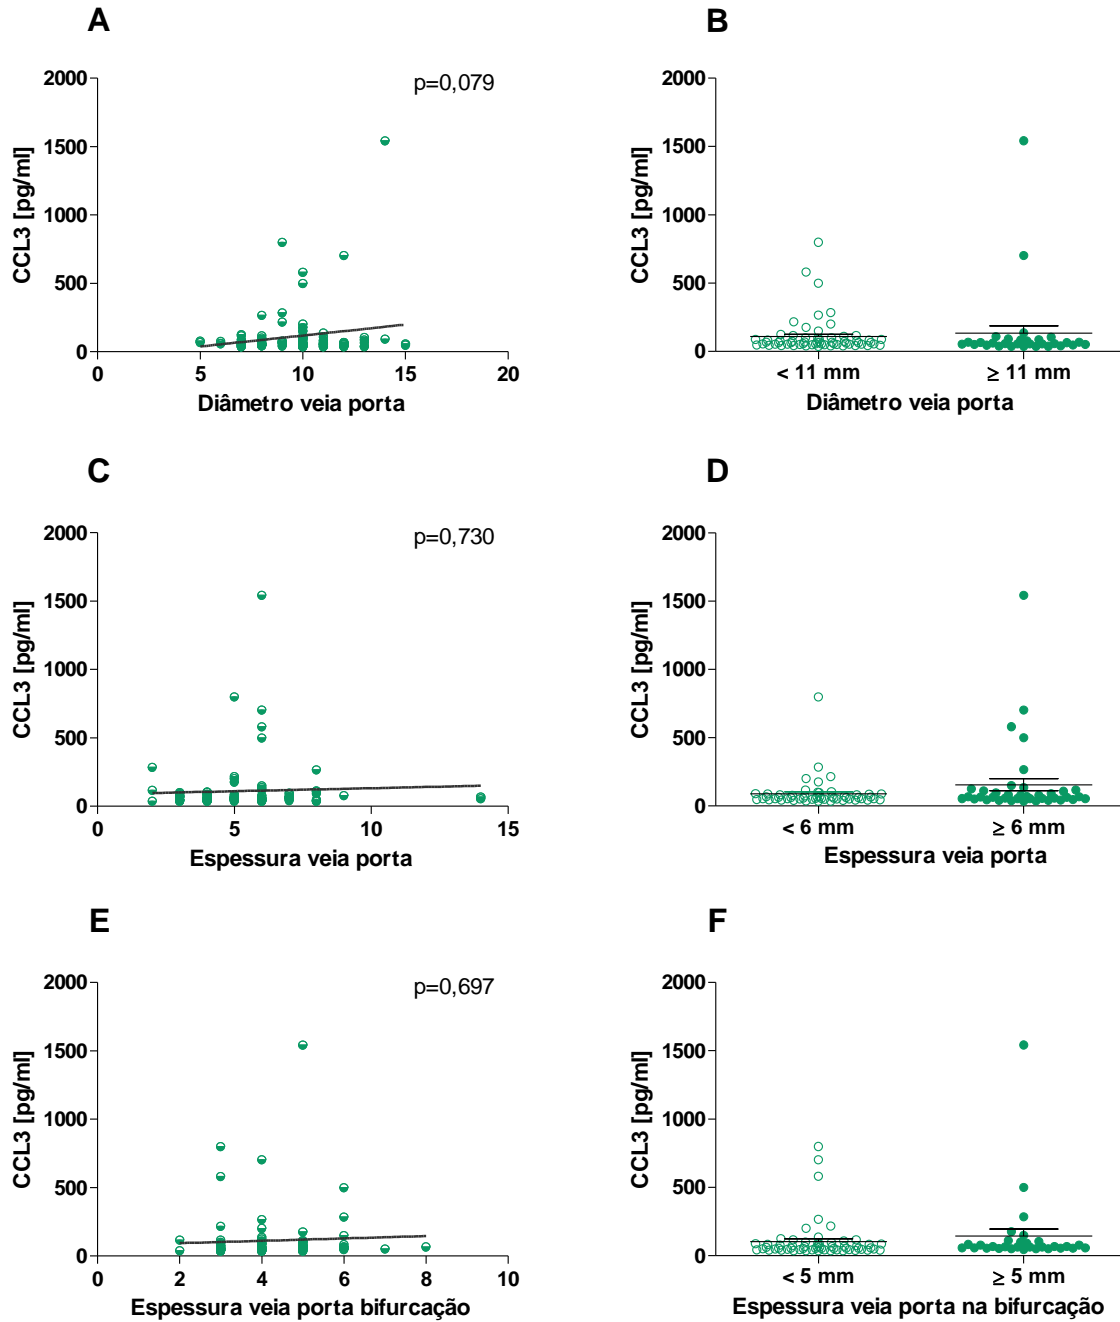 A
p=0,079
CCL3 [pg/ml]
2000
1500
1000
500
0
0 5 10 15 20
Diâmetro veia porta
B
CCL3 [pg/ml]
2000
1500
1000
500
0
< 11 mm ≥ 11 mm
Diâmetro veia porta
C
p=0,730
CCL3 [pg/ml]
2000
1500
1000
500
0
0 5 10 15
Espessura veia porta
D
CCL3 [pg/ml]
2000
1500
1000
500
0
< 6 mm ≥ 6 mm
Espessura veia porta
E
p=0,697
CCL3 [pg/ml]
2000
1500
1000
500
0
0 2 4 6 8 10
Espessura veia porta bifurcação
F
CCL3 [pg/ml]
2000
1500
1000
500
0
< 5 mm ≥ 5 mm
Espessura veia porta na bifurcação